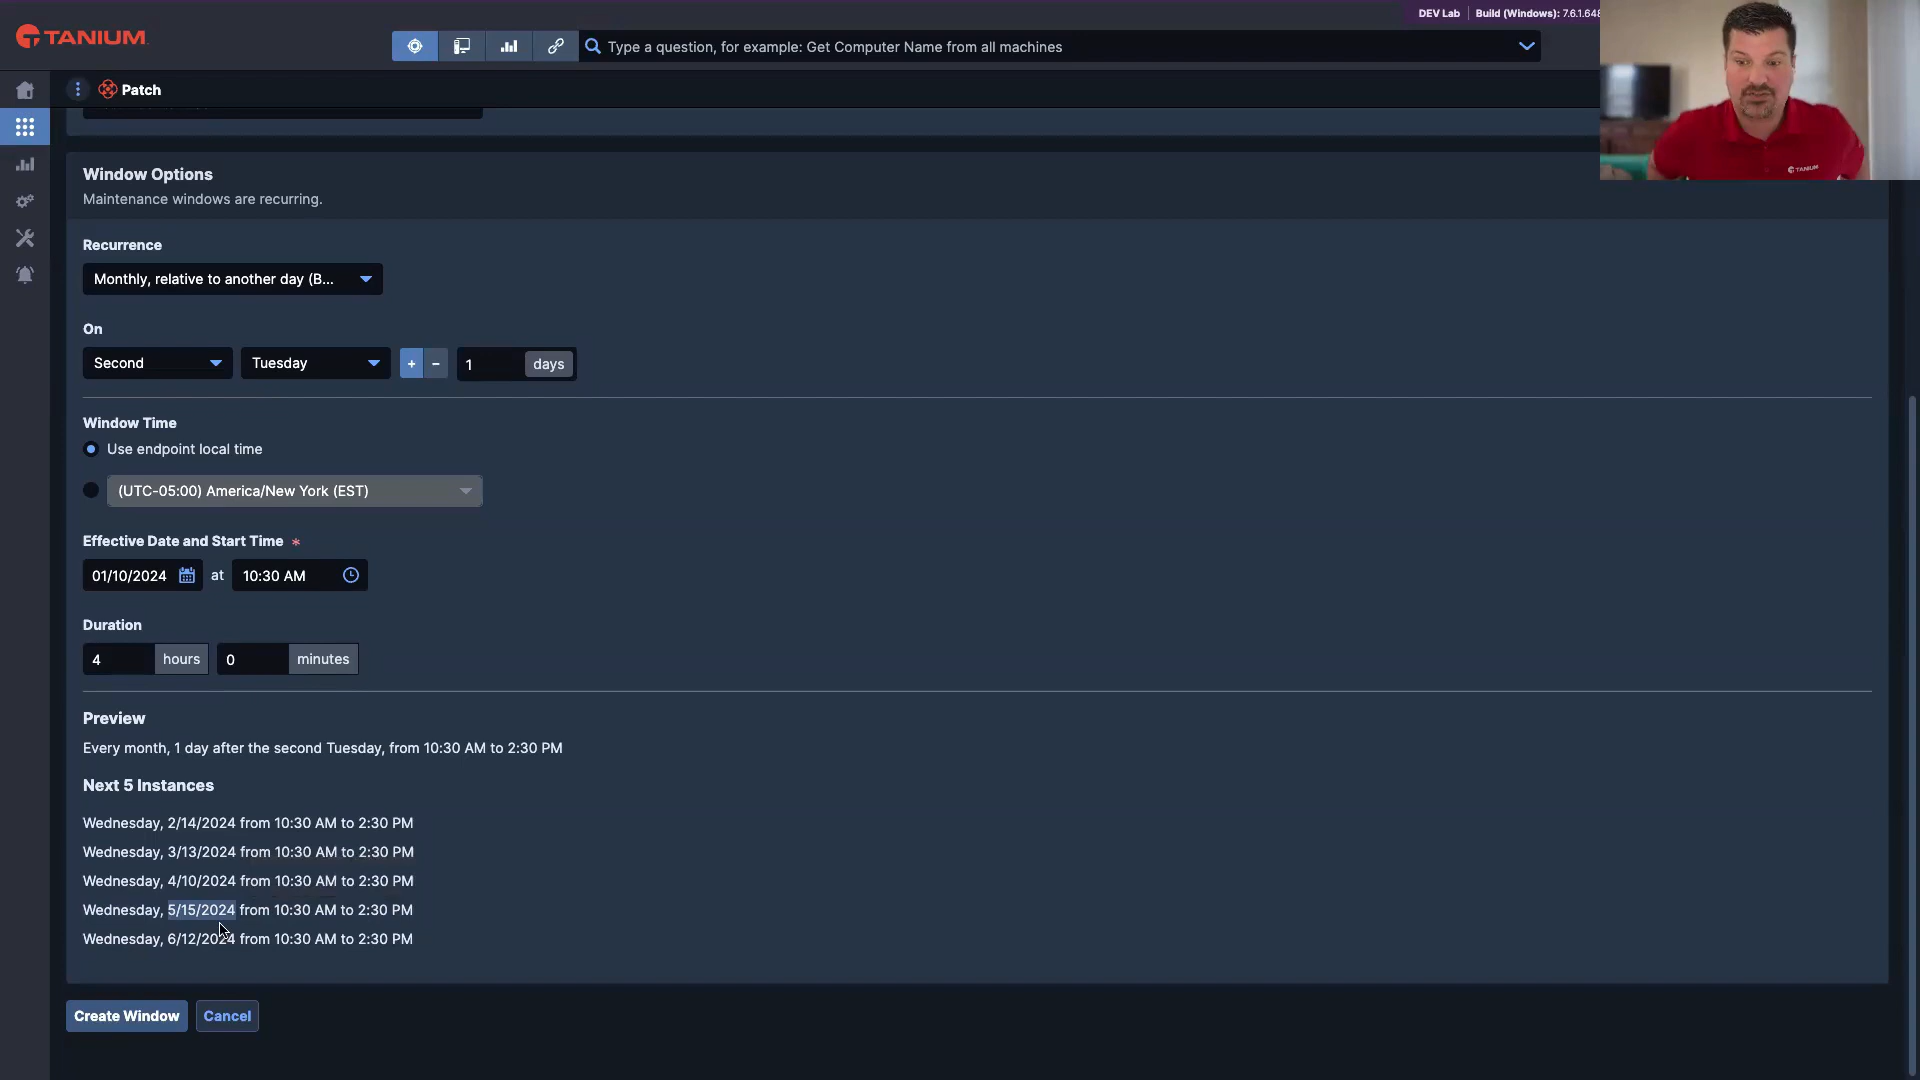 DEV Lab Build (Windows): 7.6.1.648
TANIUM
Type a question, for example: Get Computer Name from all machines
Patch
TANIUM
Window Options
Maintenance windows are recurring.
Recurrence
Monthly, relative to another day (B...
On
Second Tuesday + - 1 days
Window Time
Use endpoint local time
(UTC-05:00) America/New York (EST)
Effective Date and Start Time *
01/10/2024 at 10:30 AM
Duration
4 hours 0 minutes
Preview
Every month, 1 day after the second Tuesday, from 10:30 AM to 2:30 PM
Next 5 Instances
Wednesday, 2/14/2024 from 10:30 AM to 2:30 PM
Wednesday, 3/13/2024 from 10:30 AM to 2:30 PM
Wednesday, 4/10/2024 from 10:30 AM to 2:30 PM
Wednesday, 5/15/2024 from 10:30 AM to 2:30 PM
Wednesday, 6/12/2024 from 10:30 AM to 2:30 PM
Create Window Cancel